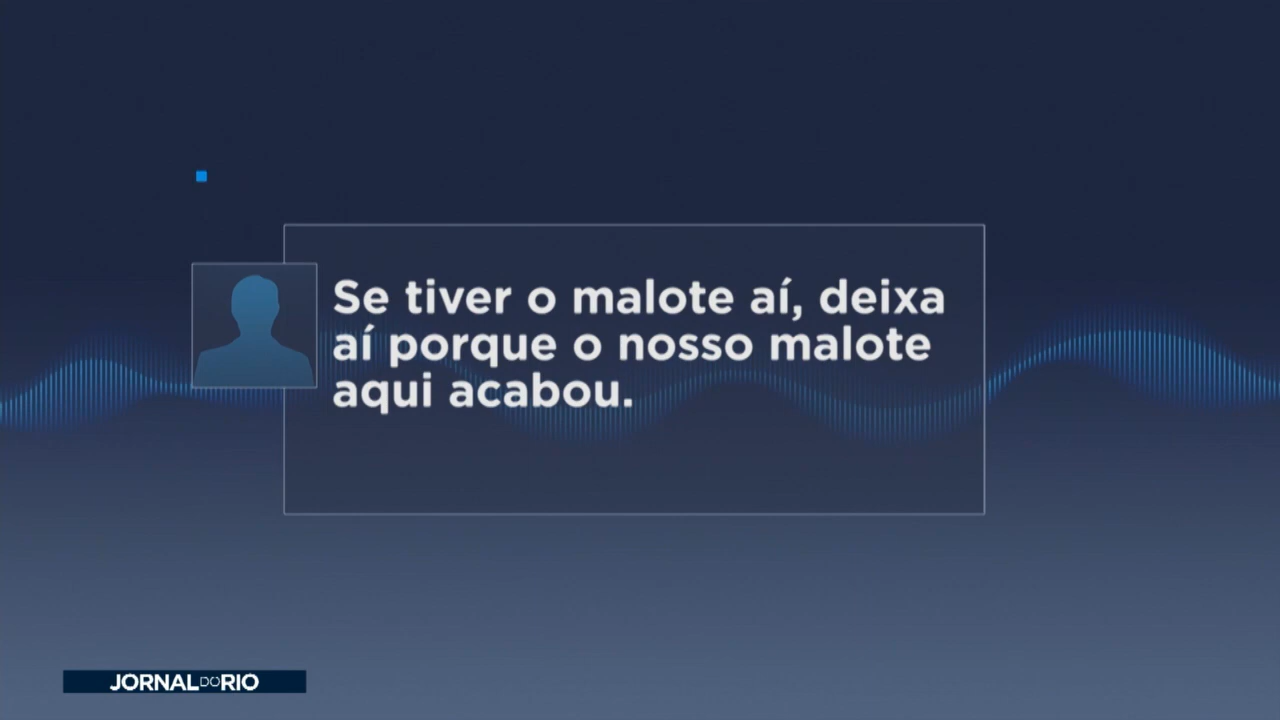 Se tiver o malote aí, deixa
aí porque o nosso malote
aqui acabou.
JORNAL DO RIO